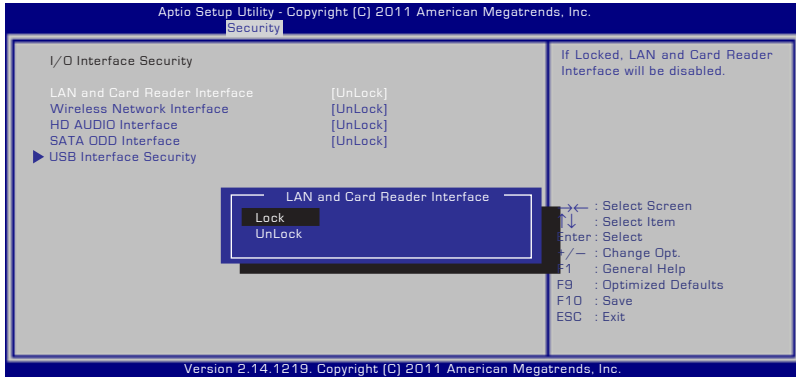 Aptio Setup Utility - Copyright (C) 2011 American Megatrends, Inc.
Security
I/O Interface Security
LAN and Card Reader Interface [UnLock]
Wireless Network Interface [UnLock]
HD AUDIO Interface [UnLock]
SATA ODD Interface [UnLock]
USB Interface Security
If Locked, LAN and Card Reader
Interface will be disabled.
LAN and Card Reader Interface
Lock
UnLock
→← : Select Screen
↑↓ : Select Item
Enter : Select
+/– : Change Opt.
F1 : General Help
F9 : Optimized Defaults
F10 : Save
ESC : Exit
Version 2.14.1219. Copyright (C) 2011 American Megatrends, Inc.